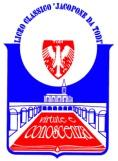 LICEO CLASSICO "JACOPONE DA TODI"
virtute e
CONOSCENZA